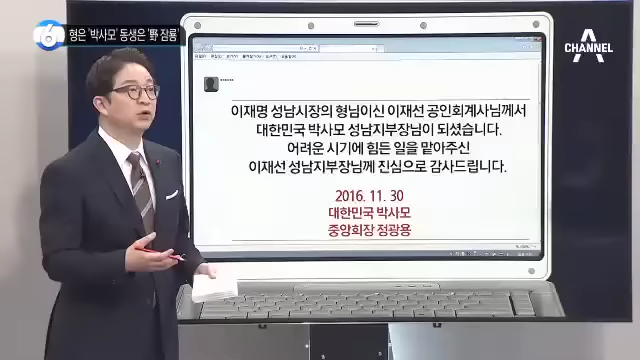 6
형은 '박사모' 동생은 '野 잠룡'
CHANNEL A
이재명 성남시장의 형님이신 이재선 공인회계사님께서
대한민국 박사모 성남지부장님이 되셨습니다.
어려운 시기에 힘든 일을 맡아주신
이재선 성남지부장님께 진심으로 감사드립니다.
2016. 11. 30
대한민국 박사모
중앙회장 정광용